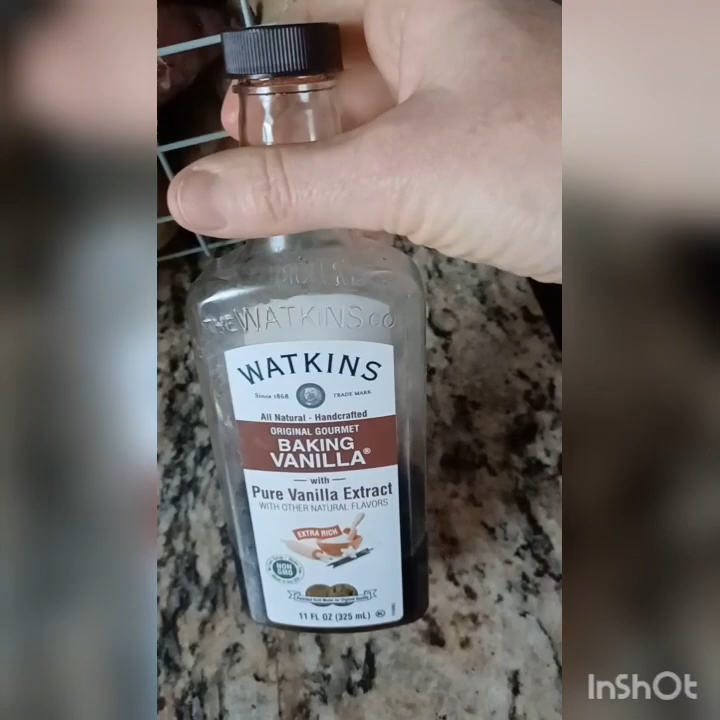 THE WATKINS CO
WATKINS
Since 1868 TRADE MARK
All Natural - Handcrafted
ORIGINAL GOURMET
BAKING
VANILLA®
with
Pure Vanilla Extract
WITH OTHER NATURAL FLAVORS
EXTRA RICH
NON
GMO
11 FL OZ (325 mL)
InShOt